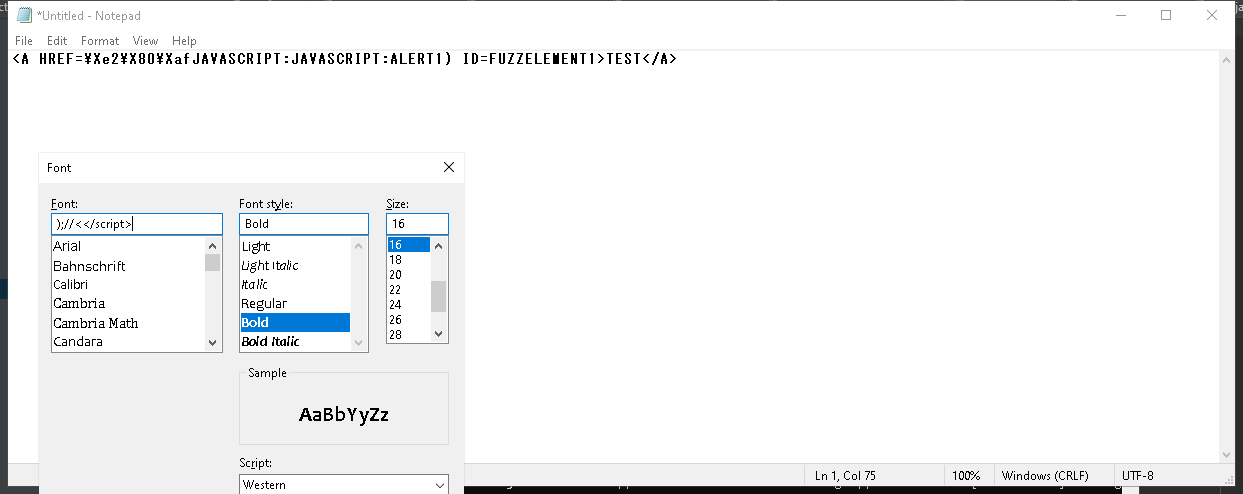 *Untitled - Notepad
File Edit Format View Help
<A HREF=¥Xe2¥X80¥XafJAVASCRIPT:JAVASCRIPT:ALERT1) ID=FUZZELEMENT1>TEST</A>
Font
Font: Font style: Size:
);//<</script> Bold 16
Arial Light 16
Bahnschrift Light Italic 18
Calibri Italic 20
Cambria Regular 22
Cambria Math Bold 24
Candara Bold Italic 26
28
Sample
AaBbYyZz
Script:
Western
Ln 1, Col 75 100% Windows (CRLF) UTF-8